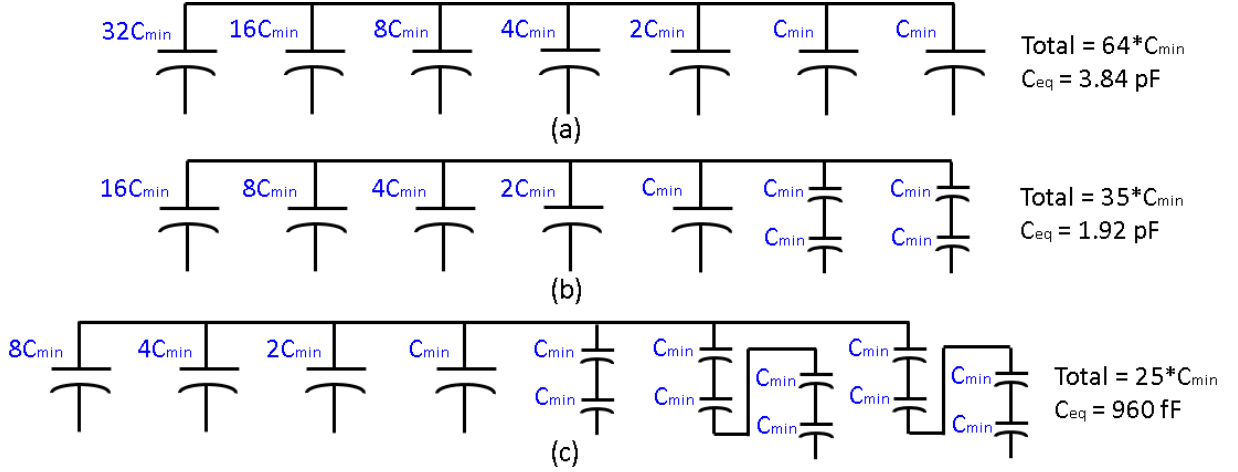 32Cmin 16Cmin 8Cmin 4Cmin 2Cmin Cmin Cmin
Total = 64*Cmin
Ceq = 3.84 pF
(a)
16Cmin 8Cmin 4Cmin 2Cmin Cmin Cmin Cmin
Cmin Cmin
Total = 35*Cmin
Ceq = 1.92 pF
(b)
8Cmin 4Cmin 2Cmin Cmin Cmin Cmin Cmin
Cmin Cmin
Cmin Cmin Cmin
Cmin Cmin
Total = 25*Cmin
Ceq = 960 fF
(c)